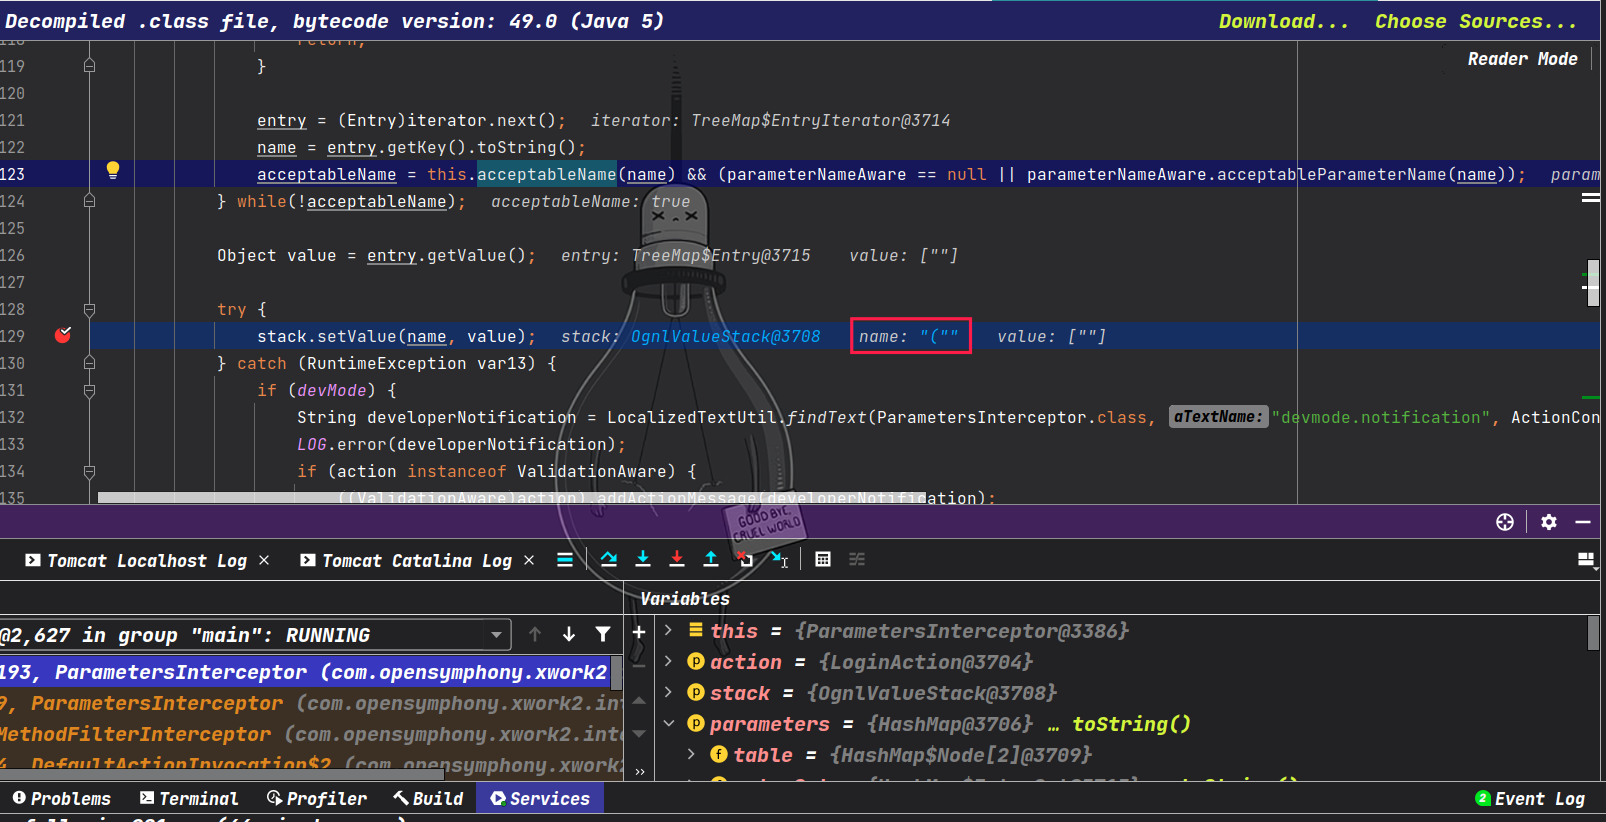 Decompiled .class file, bytecode version: 49.0 (Java 5) Download... Choose Sources...
118 return;
119 } Reader Mode
120
121 entry = (Entry)iterator.next(); iterator: TreeMap$EntryIterator@3714
122 name = entry.getKey().toString();
123 acceptableName = this.acceptableName(name) && (parameterNameAware == null || parameterNameAware.acceptableParameterName(name)); param
124 } while(!acceptableName); acceptableName: true
125
126 Object value = entry.getValue(); entry: TreeMap$Entry@3715 value: [""]
127
128 try {
129 stack.setValue(name, value); stack: OgnlValueStack@3708 name: "("" value: [""]
130 } catch (RuntimeException var13) {
131 if (devMode) {
132 String developerNotification = LocalizedTextUtil.findText(ParametersInterceptor.class, aTextName: "devmode.notification", ActionCon
133 LOG.error(developerNotification);
134 if (action instanceof ValidationAware) {
135 ((ValidationAware)action).addActionMessage(developerNotification);
GOOD BYE,
CRUEL WORLD
Tomcat Localhost Log × Tomcat Catalina Log ×
Variables
@2,627 in group "main": RUNNING
193, ParametersInterceptor (com.opensymphony.xwork2
9, ParametersInterceptor (com.opensymphony.xwork2.int
MethodFilterInterceptor (com.opensymphony.xwork2.inte
DefaultActionInvocation$2 (com.opensymphony.xwork2
this = {ParametersInterceptor@3386}
action = {LoginAction@3704}
stack = {OgnlValueStack@3708}
parameters = {HashMap@3706} … toString()
table = {HashMap$Node[2]@3709}
Problems Terminal Profiler Build Services 2 Event Log